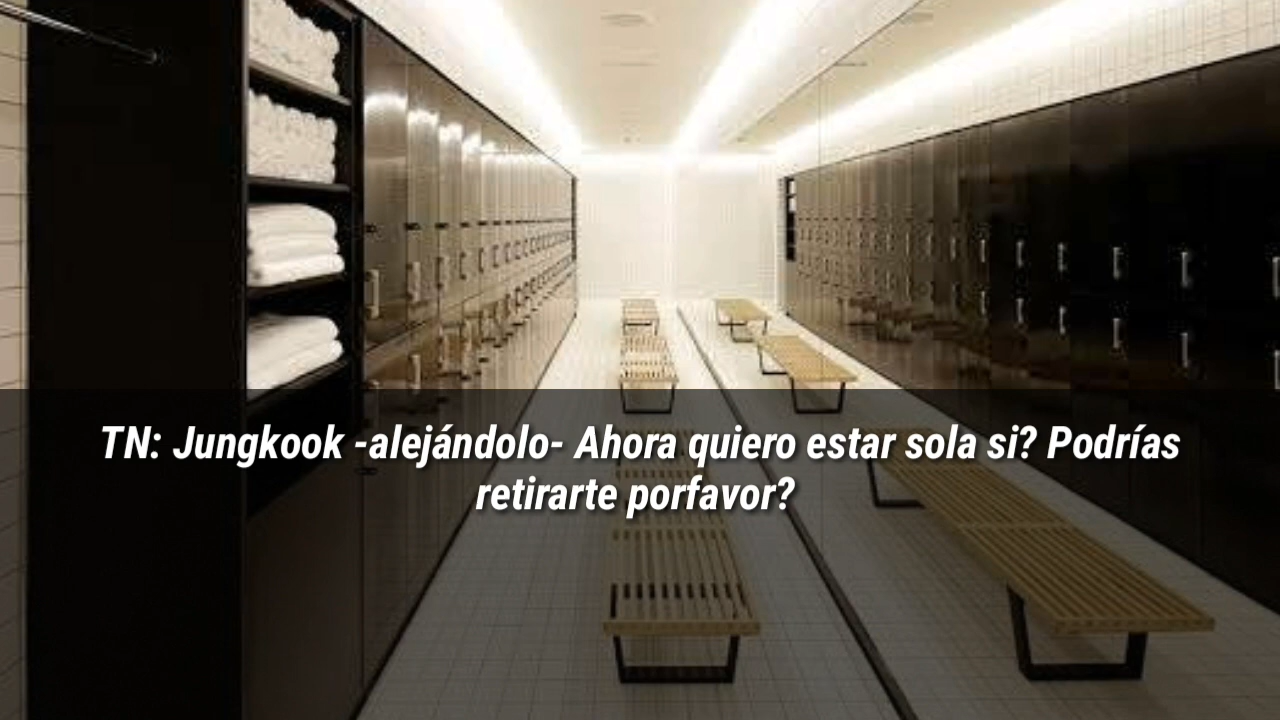 TN: Jungkook -alejándolo- Ahora quiero estar sola si? Podrías
retirarte porfavor?